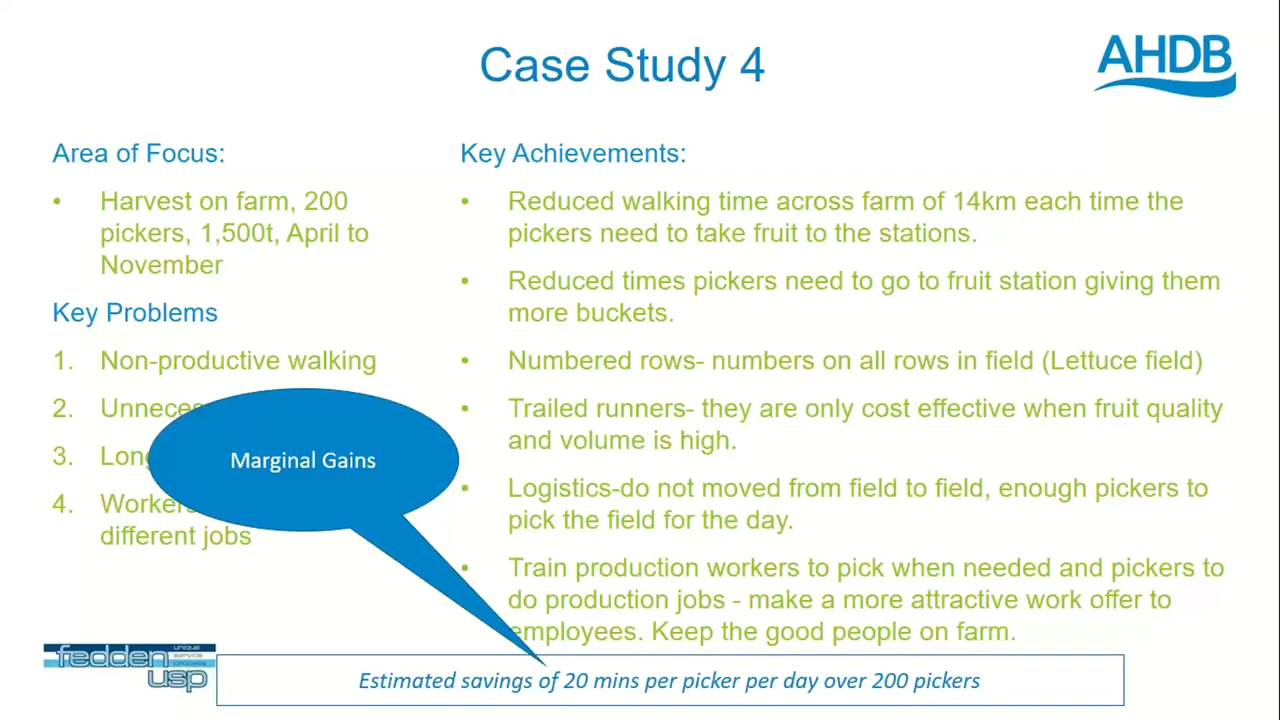 Case Study 4
AHDB
Area of Focus:
• Harvest on farm, 200
pickers, 1,500t, April to
November
Key Problems
1. Non-productive walking
2.
3.
4. Workers
different jobs
Marginal Gains
Key Achievements:
• Reduced walking time across farm of 14km each time the
pickers need to take fruit to the stations.
• Reduced times pickers need to go to fruit station giving them
more buckets.
• Numbered rows- numbers on all rows in field (Lettuce field)
• Trailed runners- they are only cost effective when fruit quality
and volume is high.
• Logistics-do not moved from field to field, enough pickers to
pick the field for the day.
• Train production workers to pick when needed and pickers to
do production jobs - make a more attractive work offer to
employees. Keep the good people on farm.
fedden
unique
service
process
usp
Estimated savings of 20 mins per picker per day over 200 pickers